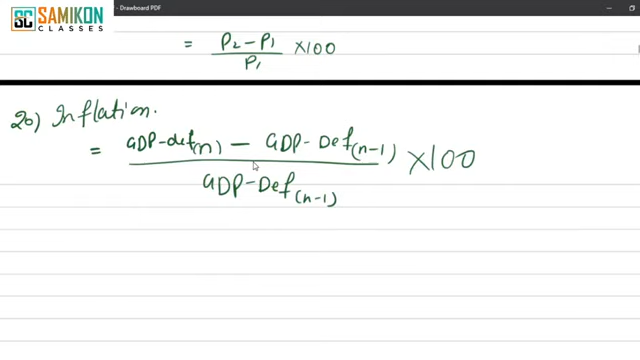 SC SAMIKON
CLASSES
- Drawboard PDF
= P2 - P1 / P1 ×100
20) Inflation.
= GDP-def(n) - GDP-Def(n-1) / GDP-Def(n-1) ×100